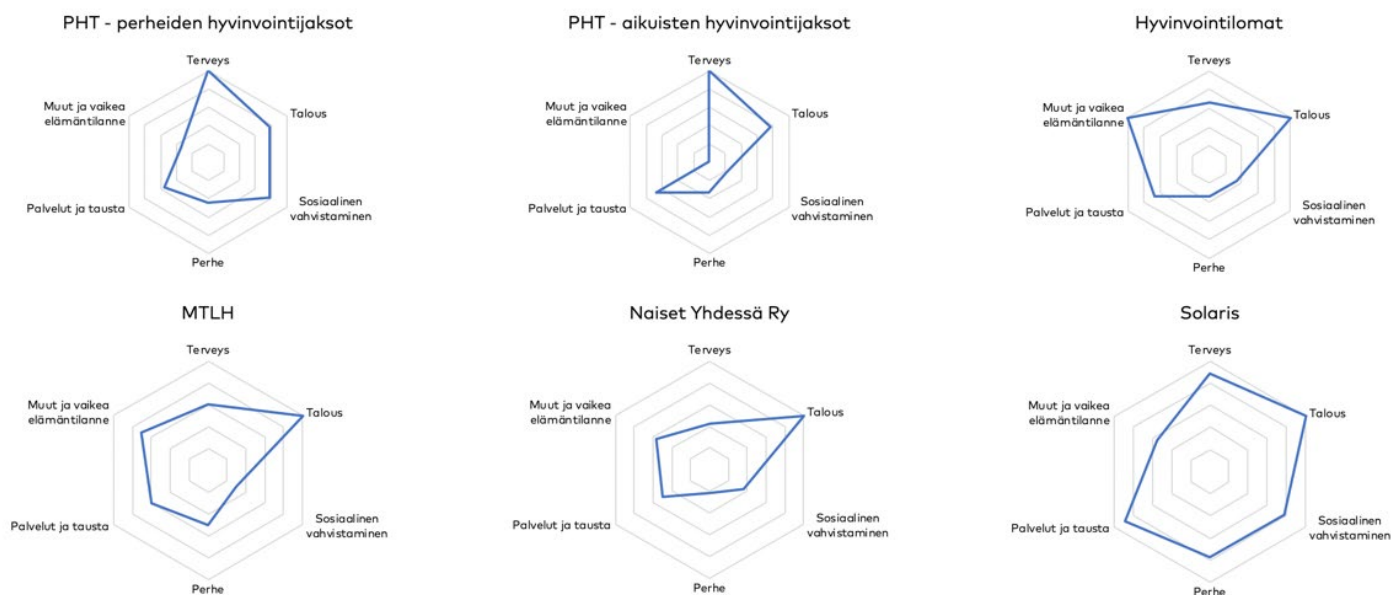 PHT - perheiden hyvinvointijaksot
Terveys
Talous
Sosiaalinen
vahvistaminen
Perhe
Palvelut ja tausta
Muut ja vaikea
elämäntilanne
PHT - aikuisten hyvinvointijaksot
Terveys
Talous
Sosiaalinen
vahvistaminen
Perhe
Palvelut ja tausta
Muut ja vaikea
elämäntilanne
Hyvinvointilomat
Terveys
Talous
Sosiaalinen
vahvistaminen
Perhe
Palvelut ja tausta
Muut ja vaikea
elämäntilanne
MTLH
Terveys
Talous
Sosiaalinen
vahvistaminen
Perhe
Palvelut ja tausta
Muut ja vaikea
elämäntilanne
Naiset Yhdessä Ry
Terveys
Talous
Sosiaalinen
vahvistaminen
Perhe
Palvelut ja tausta
Muut ja vaikea
elämäntilanne
Solaris
Terveys
Talous
Sosiaalinen
vahvistaminen
Perhe
Palvelut ja tausta
Muut ja vaikea
elämäntilanne